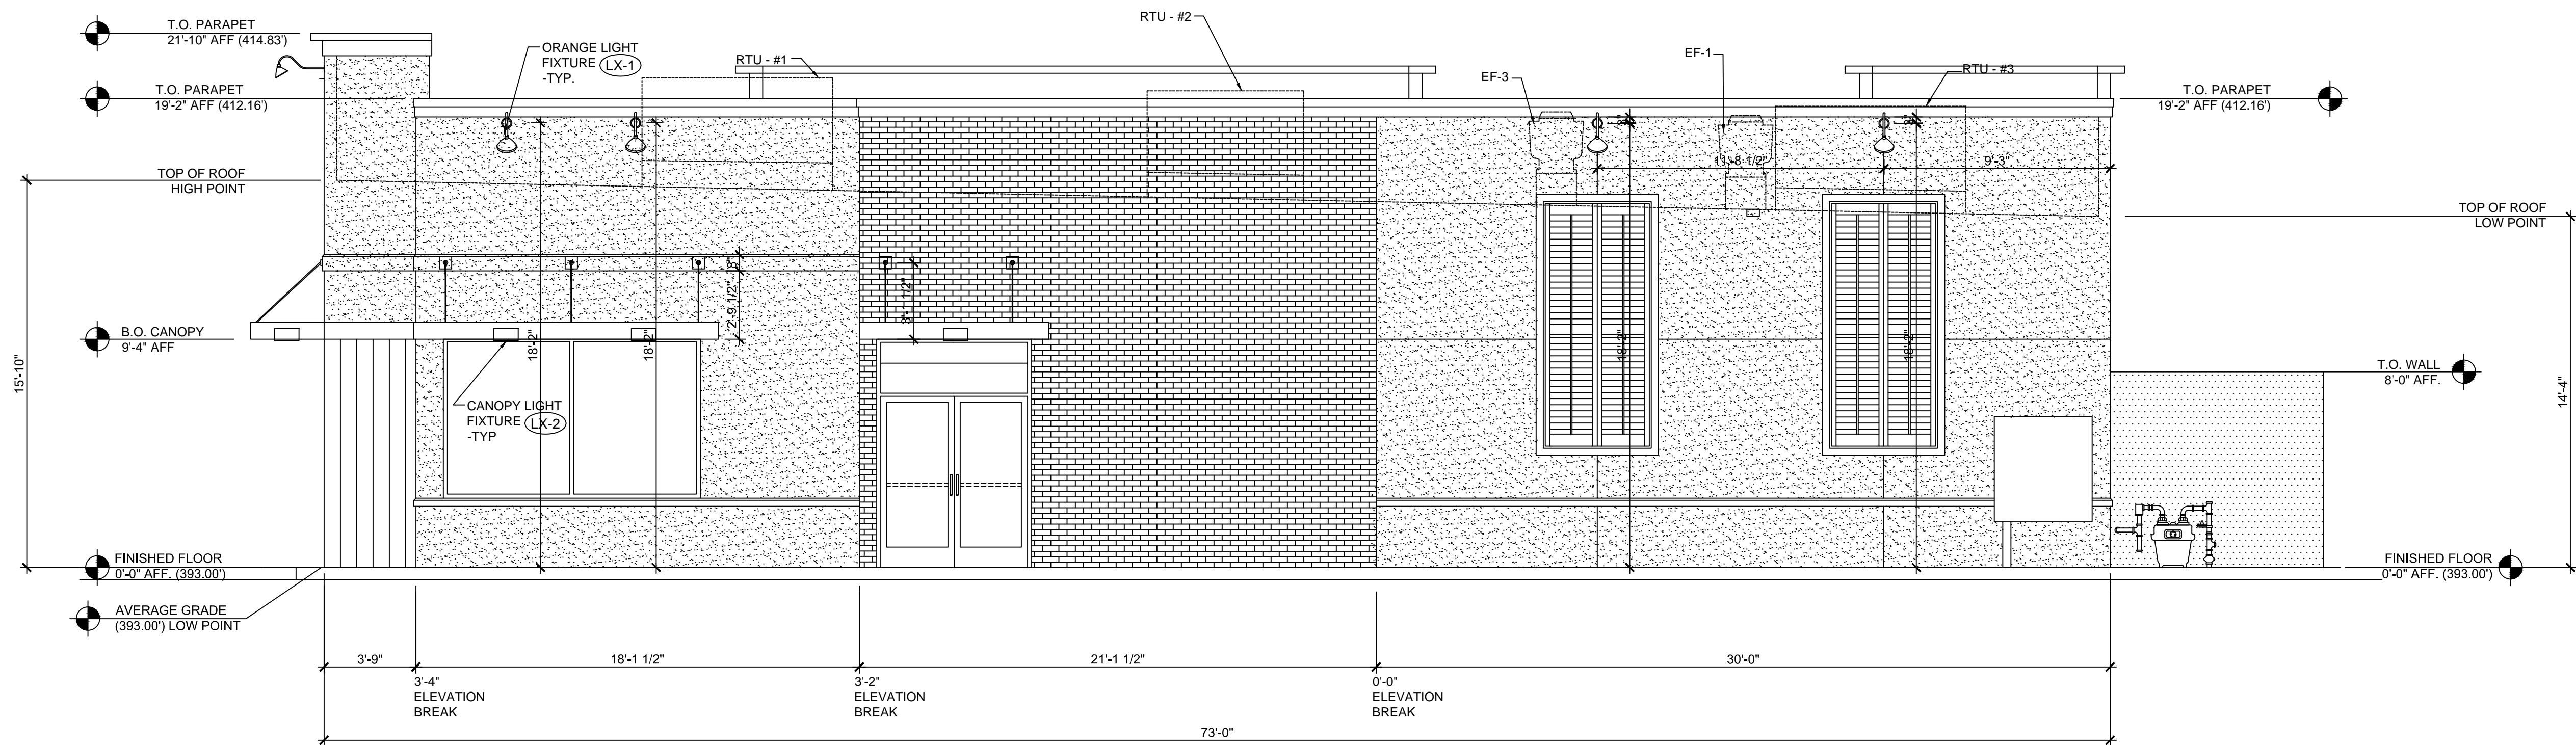 T.O. PARAPET
21'-10" AFF (414.83')
T.O. PARAPET
19'-2" AFF (412.16')
TOP OF ROOF
HIGH POINT
15'-10"
B.O. CANOPY
9'-4" AFF
FINISHED FLOOR
0'-0" AFF. (393.00')
AVERAGE GRADE
(393.00') LOW POINT
ORANGE LIGHT
FIXTURE LX-1
-TYP.
RTU - #1
RTU - #2
EF-3
EF-1
RTU - #3
T.O. PARAPET
19'-2" AFF (412.16')
TOP OF ROOF
LOW POINT
T.O. WALL
8'-0" AFF.
14'-4"
FINISHED FLOOR
0'-0" AFF. (393.00')
8"
2'-9 1/2"
3'-1 1/2"
18'-2"
18'-2"
CANOPY LIGHT
FIXTURE LX-2
-TYP
3"
3"
11'-8 1/2"
9'-3"
18'-2"
18'-2"
3'-9"
18'-1 1/2"
21'-1 1/2"
30'-0"
3'-4"
ELEVATION
BREAK
3'-2"
ELEVATION
BREAK
0'-0"
ELEVATION
BREAK
73'-0"